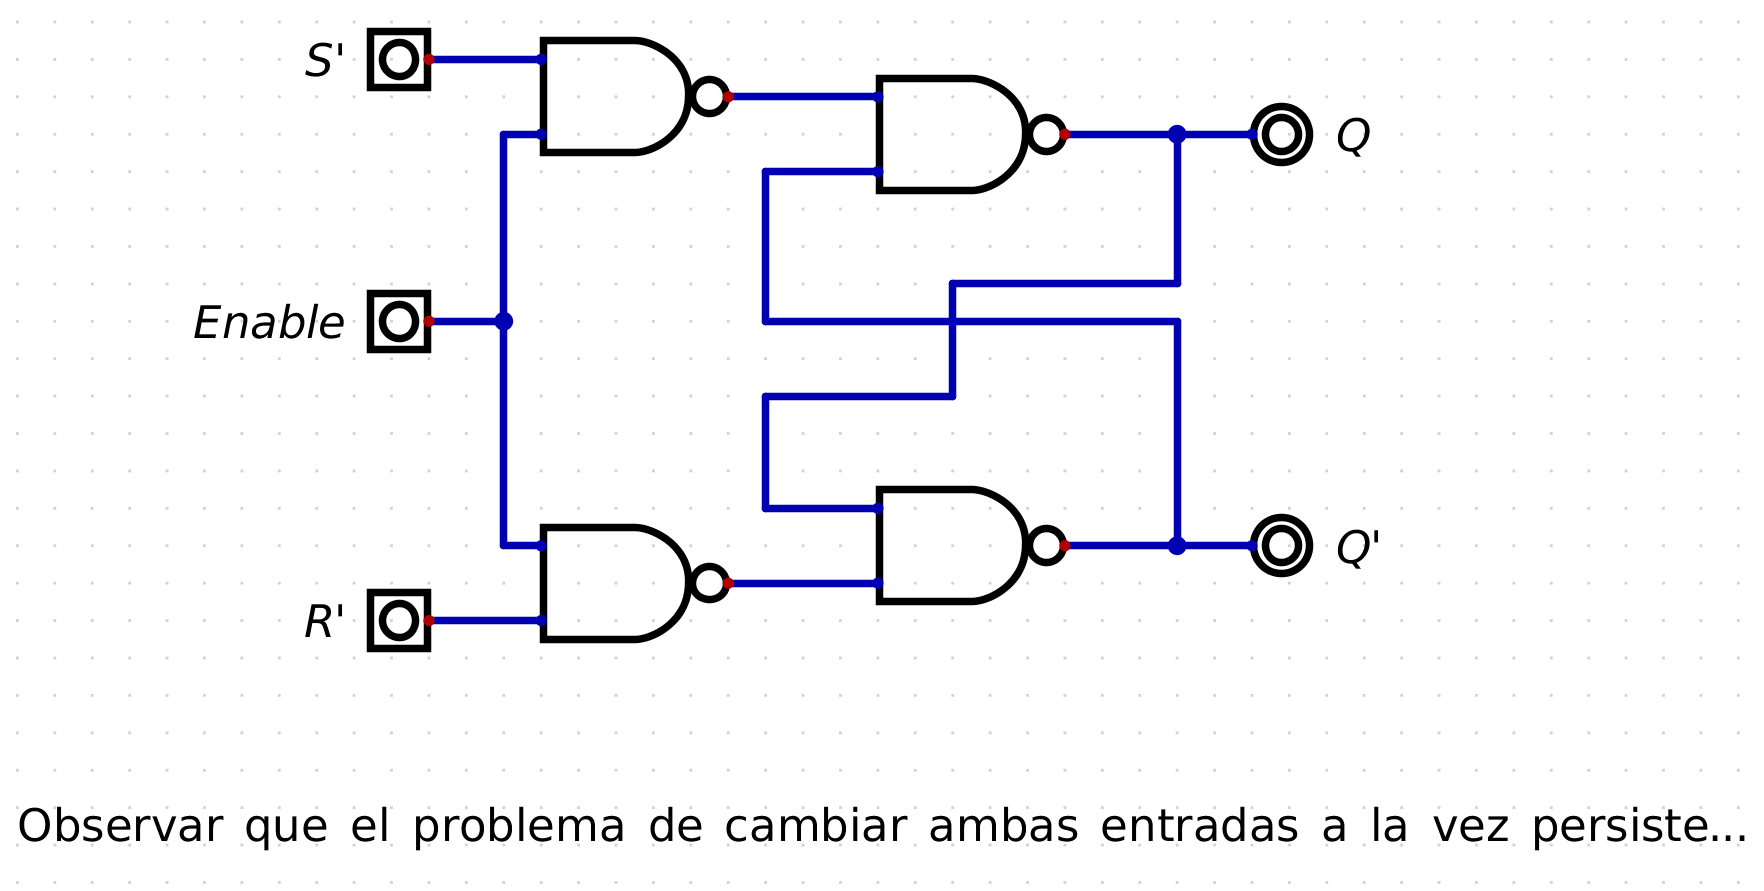 S'
Q
Enable
Q'
R'
Observar que el problema de cambiar ambas entradas a la vez persiste...